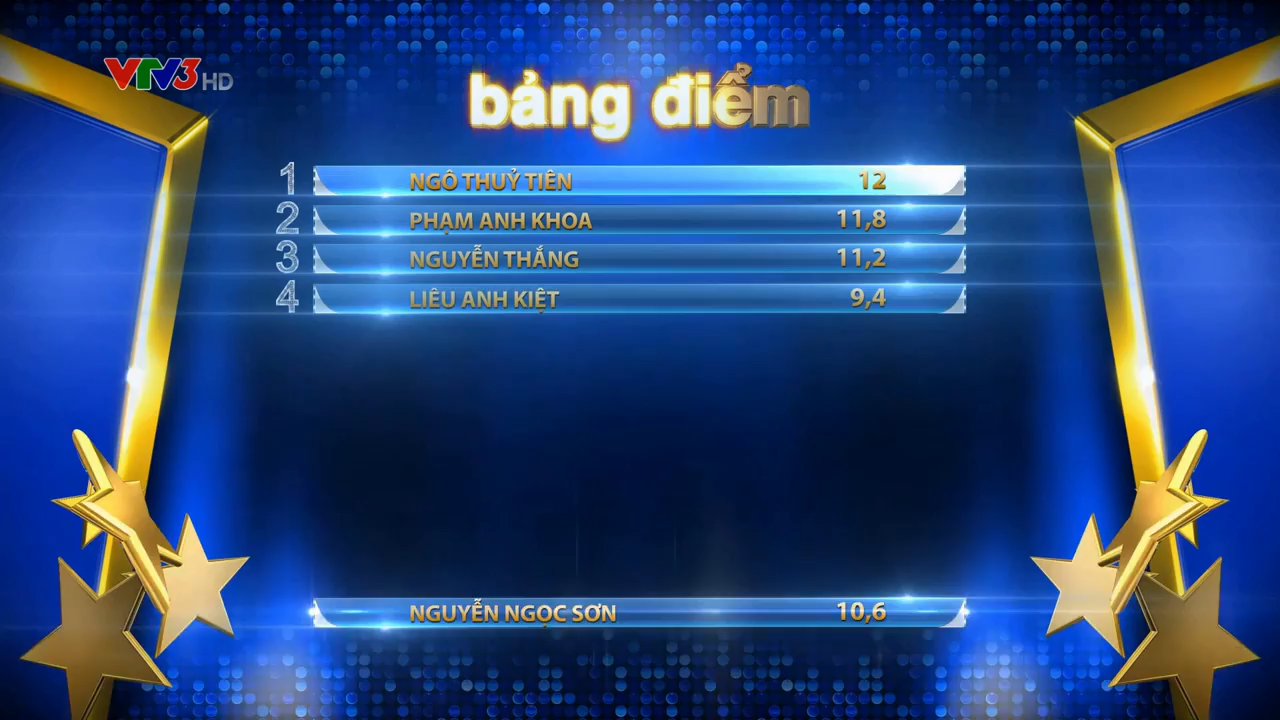 VTV3 HD
bảng điểm
1 NGÔ THUỶ TIÊN 12
2 PHẠM ANH KHOA 11,8
3 NGUYỄN THẮNG 11,2
4 LIÊU ANH KIỆT 9,4
NGUYỄN NGỌC SƠN 10,6